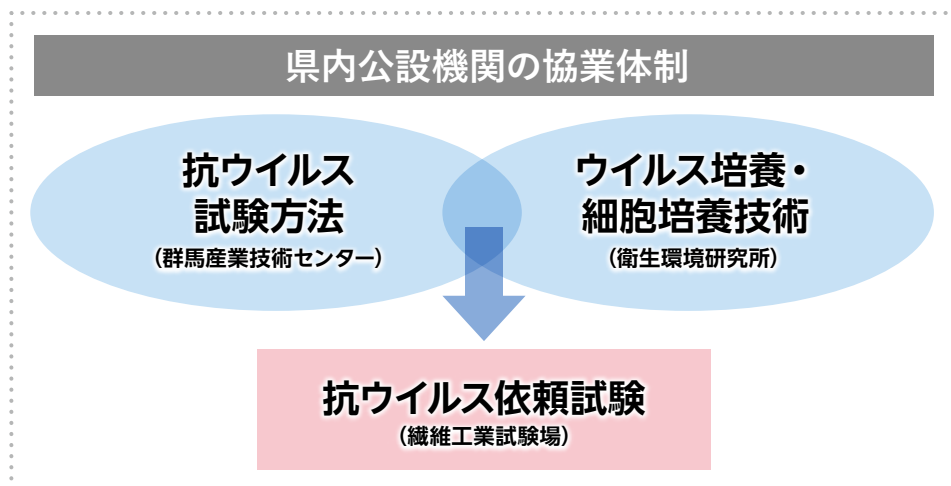 県内公設機関の協業体制
抗ウイルス
試験方法
（群馬産業技術センター）
ウイルス培養・
細胞培養技術
（衛生環境研究所）
抗ウイルス依頼試験
（繊維工業試験場）